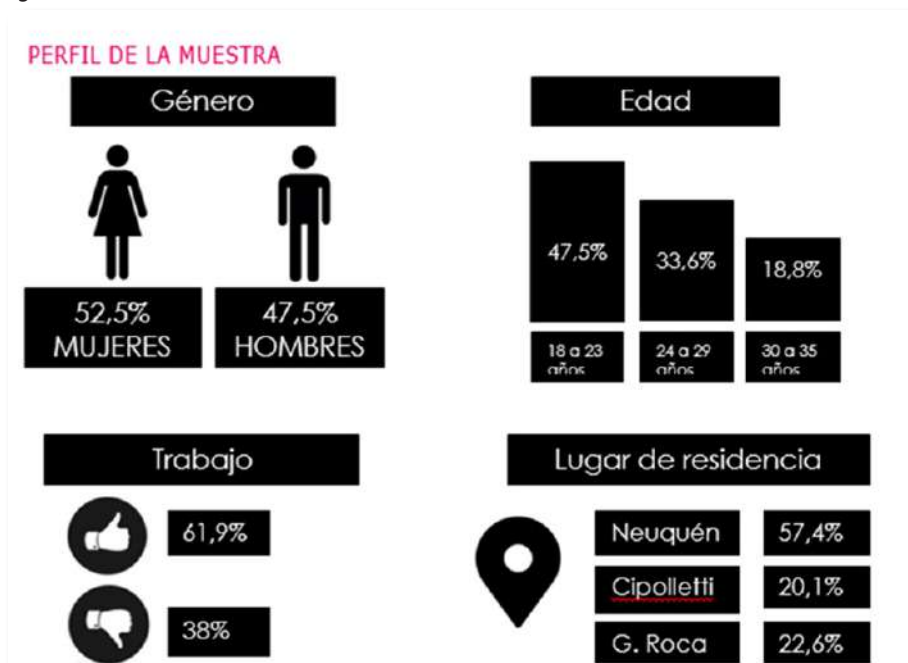 PERFIL DE LA MUESTRA
Género
52,5%
MUJERES
47,5%
HOMBRES
Edad
47,5%
33,6%
18,8%
18 a 23
años
24 a 29
años
30 a 35
años
Trabajo
61,9%
38%
Lugar de residencia
Neuquén
57,4%
Cipolletti
20,1%
G. Roca
22,6%